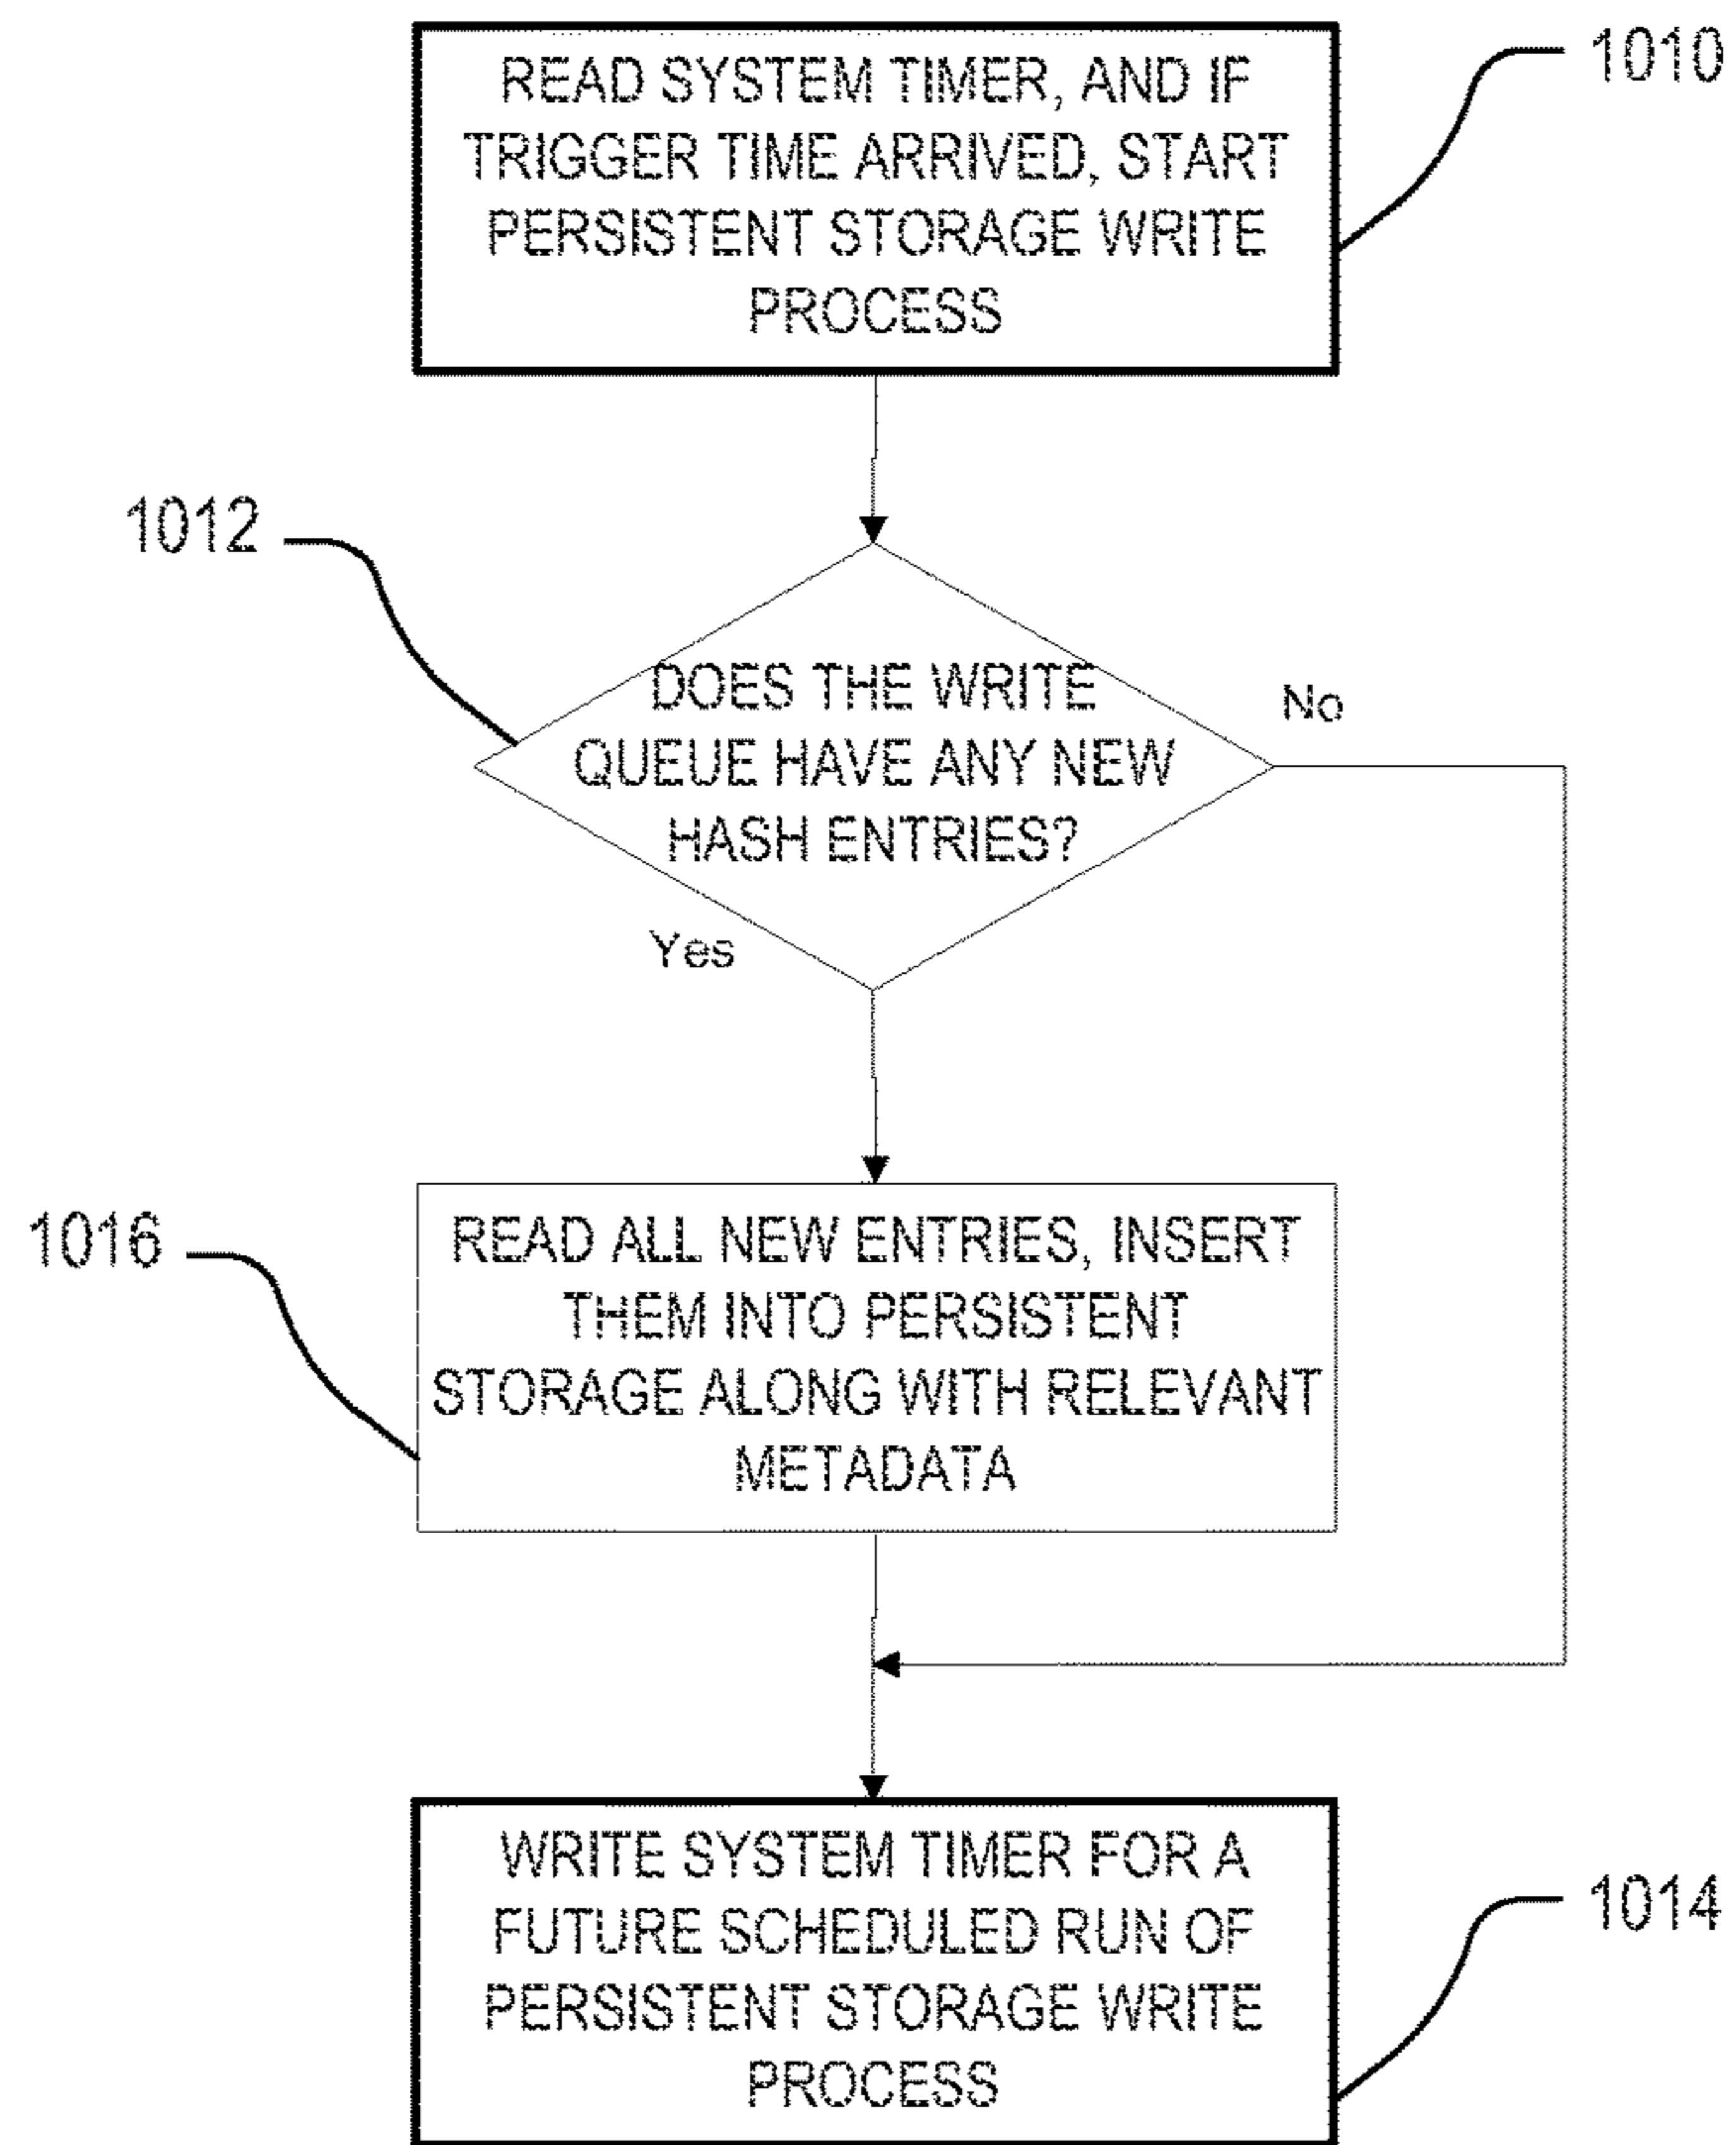 READ SYSTEM TIMER, AND IF
TRIGGER TIME ARRIVED, START
PERSISTENT STORAGE WRITE
PROCESS
1010
1012
DOES THE WRITE
QUEUE HAVE ANY NEW
HASH ENTRIES?
No
Yes
1016
READ ALL NEW ENTRIES, INSERT
THEM INTO PERSISTENT
STORAGE ALONG WITH RELEVANT
METADATA
WRITE SYSTEM TIMER FOR A
FUTURE SCHEDULED RUN OF
PERSISTENT STORAGE WRITE
PROCESS
1014